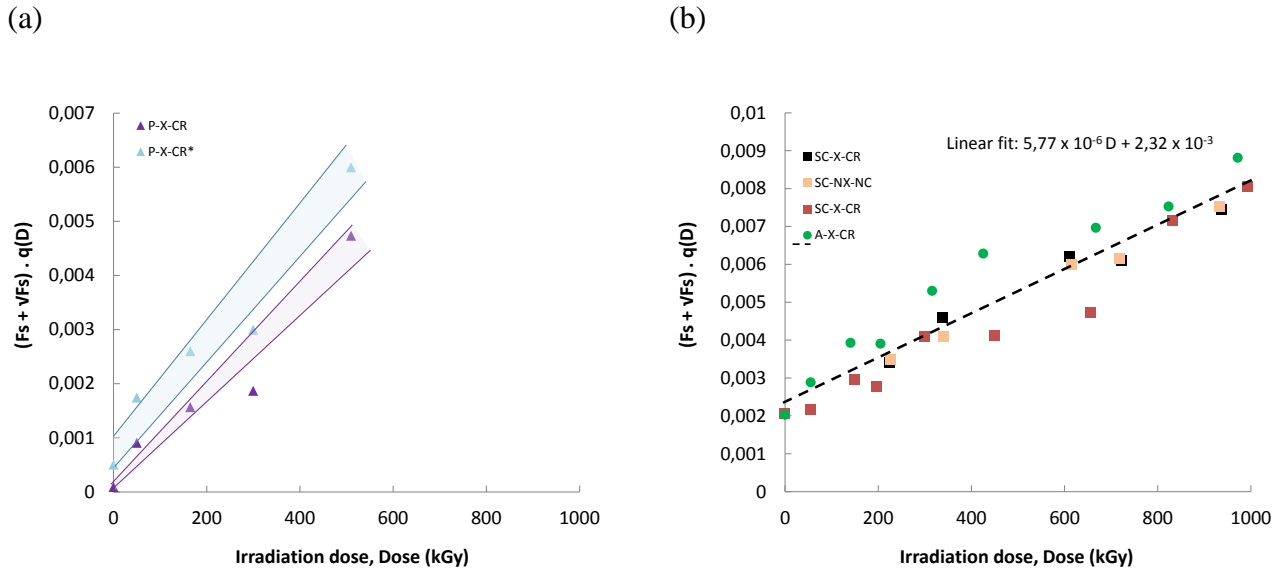 (a)
(b)
0,007
0,006
0,005
0,004
0,003
0,002
0,001
0
(Fs + √Fs) . q(D)
P-X-CR
P-X-CR*
0 200 400 600 800 1000
Irradiation dose, Dose (kGy)
0,01
0,009
0,008
0,007
0,006
0,005
0,004
0,003
0,002
0,001
0
(Fs + √Fs) . q(D)
Linear fit: 5,77 x 10⁻⁶ D + 2,32 x 10⁻³
SC-X-CR
SC-NX-NC
SC-X-CR
A-X-CR
0 200 400 600 800 1000
Irradiation dose, Dose (kGy)